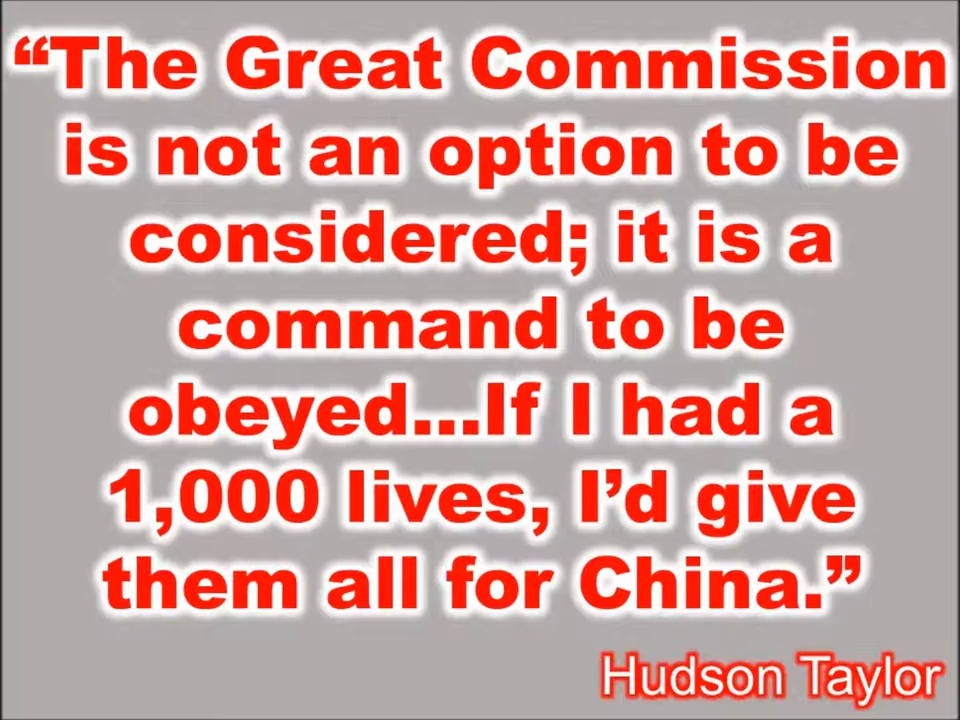 “The Great Commission
is not an option to be
considered; it is a
command to be
obeyed...If I had a
1,000 lives, I’d give
them all for China.”
Hudson Taylor